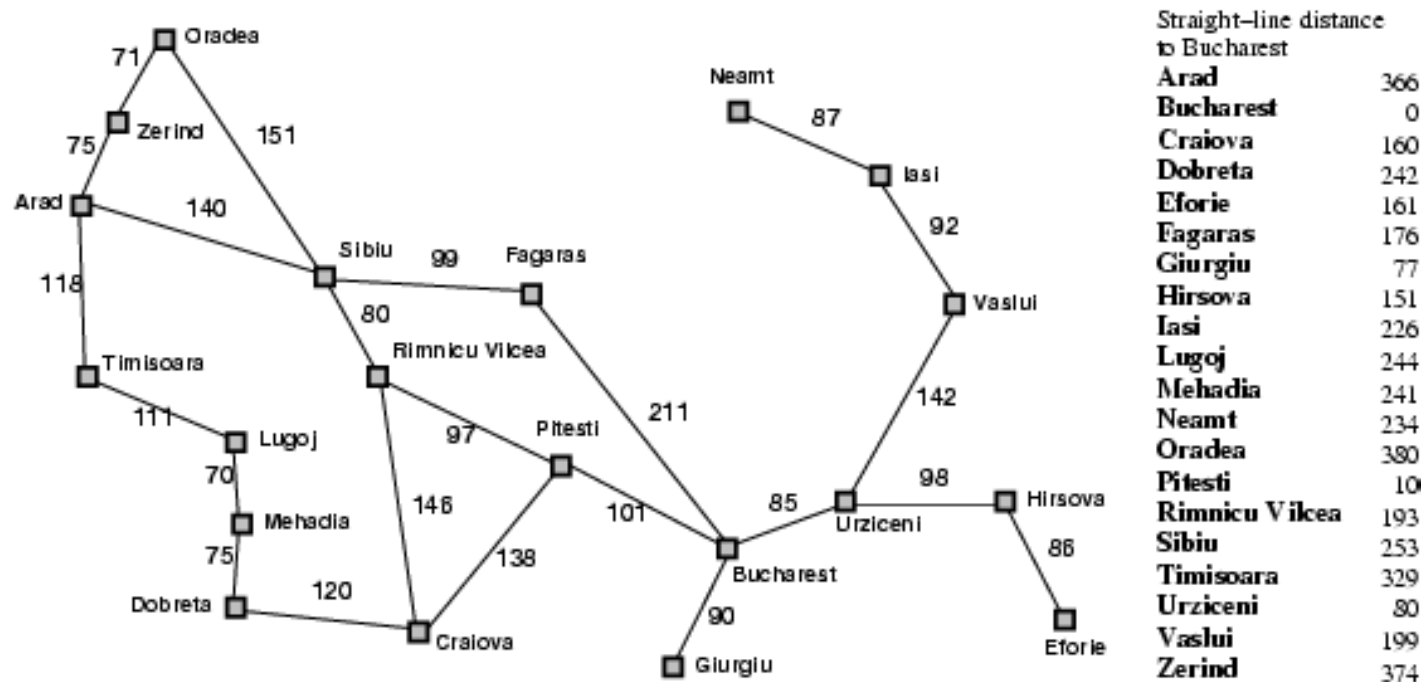 Oradea
71
Neamt
87
Zerind
151
75
Iasi
Arad
140
92
Sibiu
99
Fagaras
118
80
Vaslui
Timisoara
Rimnicu Vilcea
111
211
142
Lugoj
97
Pitesti
70
98
Hirsova
146
101
85
Urziceni
Mehadia
138
86
75
Bucharest
Dobreta
120
90
Craiova
Eforie
Giurgiu
Straight-line distance
to Bucharest
Arad 366
Bucharest 0
Craiova 160
Dobreta 242
Eforie 161
Fagaras 176
Giurgiu 77
Hirsova 151
Iasi 226
Lugoj 244
Mehadia 241
Neamt 234
Oradea 380
Pitesti 10
Rimnicu Vilcea 193
Sibiu 253
Timisoara 329
Urziceni 80
Vaslui 199
Zerind 374